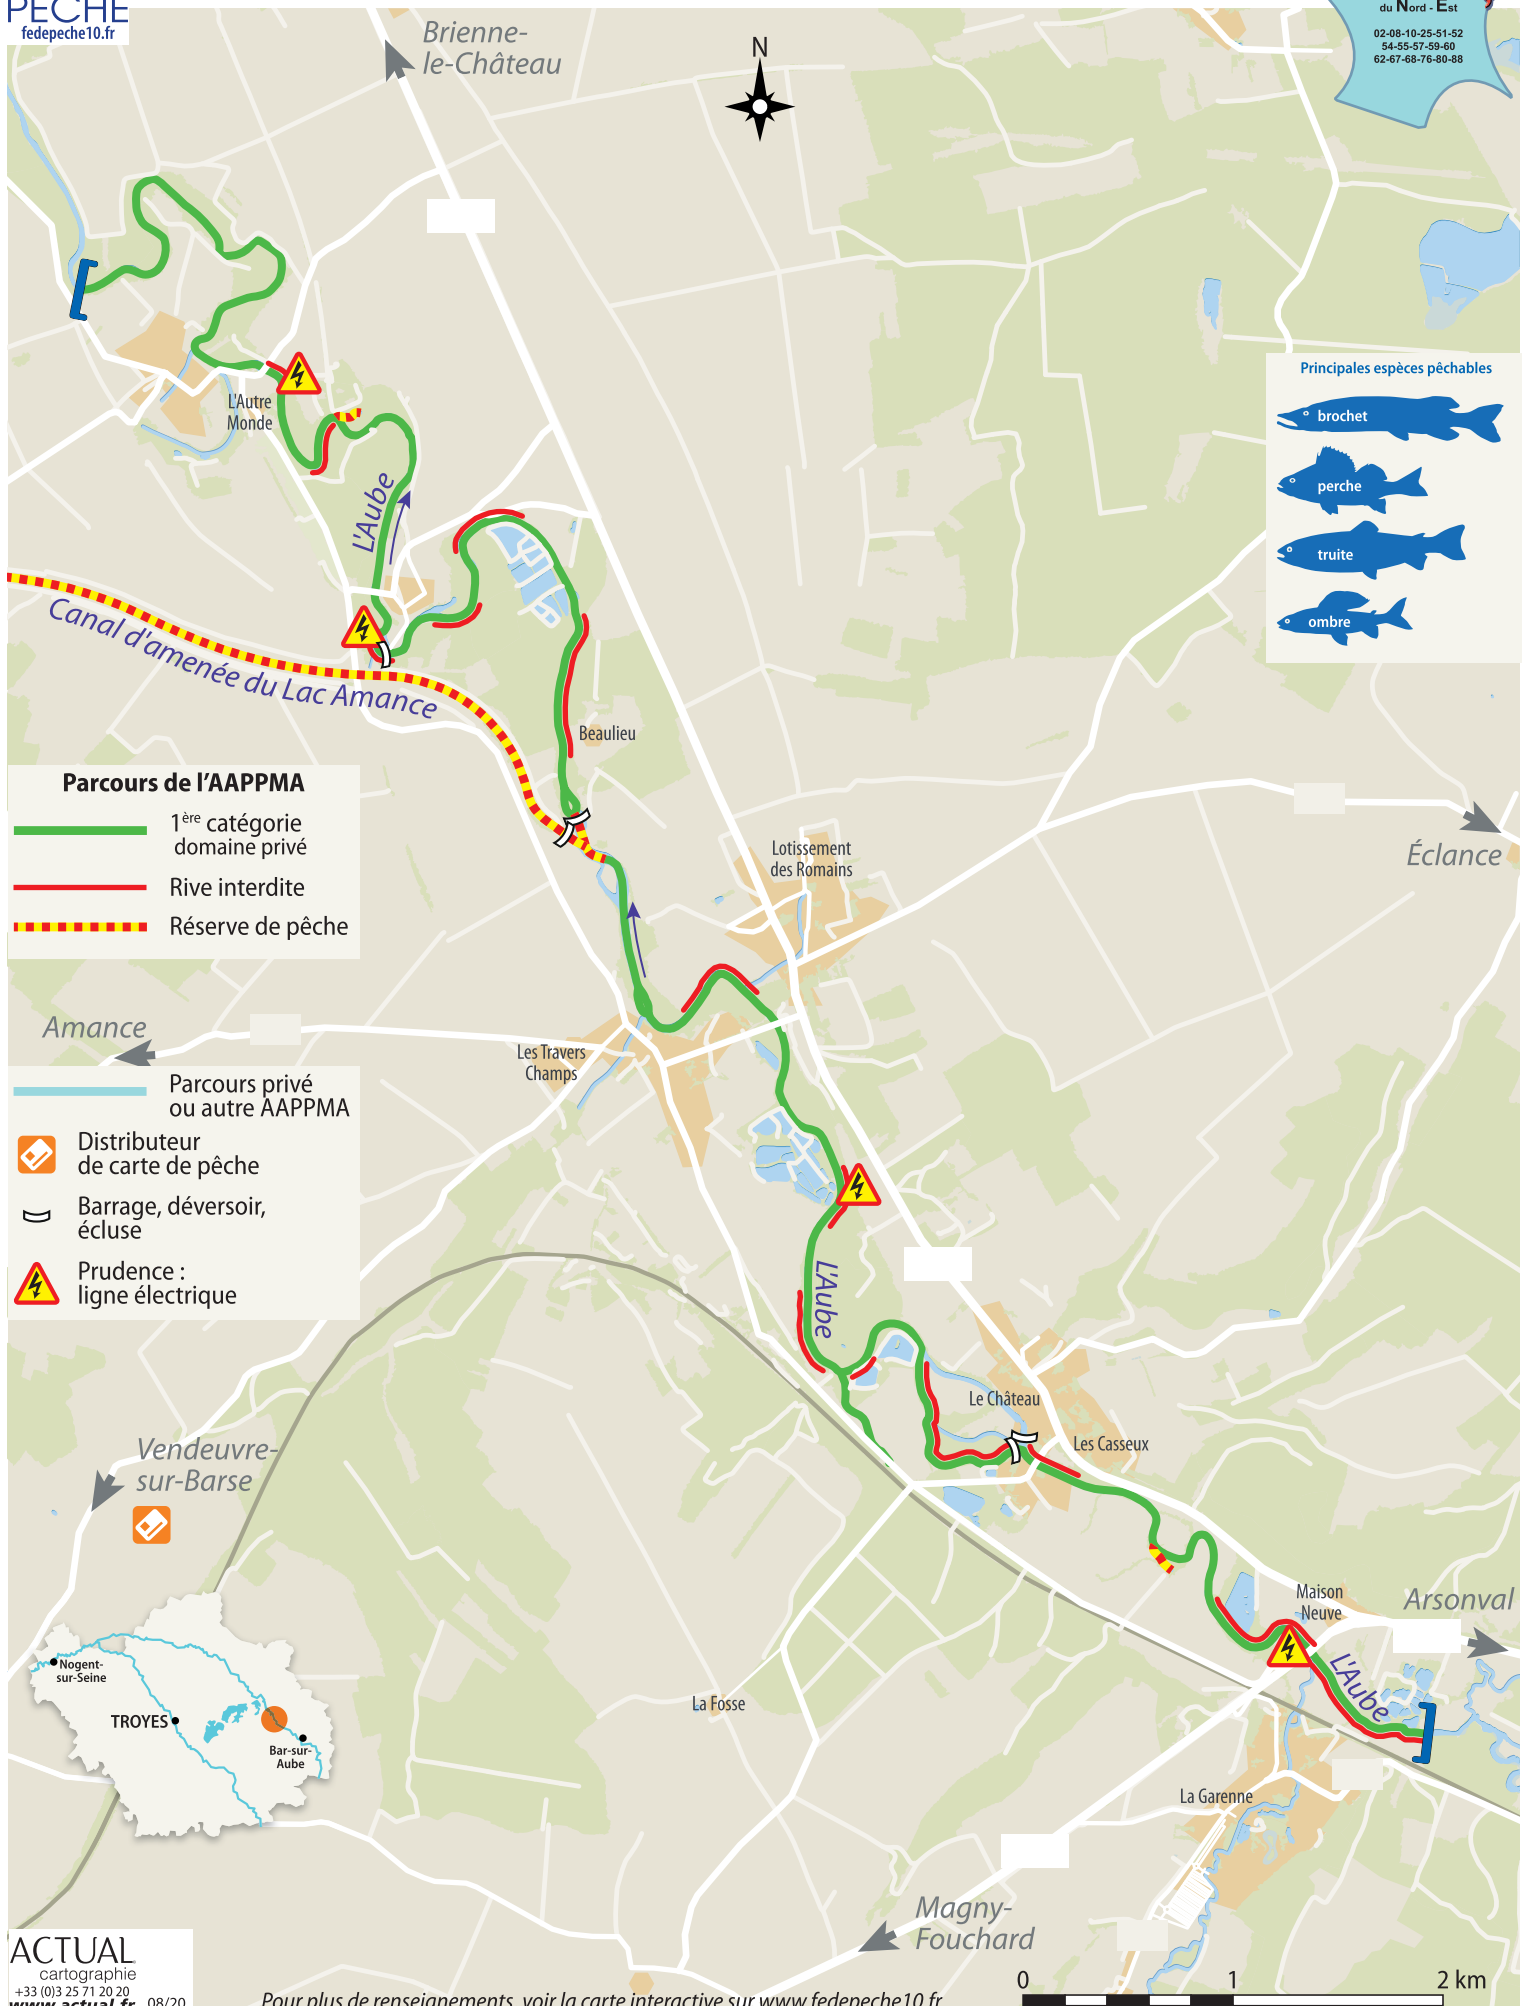 PÊCHE
fedepeche10.fr
du Nord - Est
02-08-10-25-51-52
54-55-57-59-60
62-67-68-76-80-88
Brienne-
le-Château
N
Principales espèces pêchables
brochet
perche
truite
ombre
L'Autre
Monde
L'Aube
Canal d'amenée du Lac Amance
Beaulieu
Parcours de l'AAPPMA
1ère catégorie
domaine privé
Rive interdite
Réserve de pêche
Lotissement
des Romains
Éclance
Amance
Les Travers
Champs
Parcours privé
ou autre AAPPMA
Distributeur
de carte de pêche
Barrage, déversoir,
écluse
Prudence :
ligne électrique
L'Aube
Le Château
Les Casseux
Vendeuvre-
sur-Barse
Maison
Neuve
Arsonval
L'Aube
Nogent-
sur-Seine
TROYES
Bar-sur-
Aube
La Fosse
La Garenne
Magny-
Fouchard
ACTUAL
cartographie
+33 (0)3 25 71 20 20
www.actual.fr 08/20
Pour plus de renseignements, voir la carte interactive sur www.fedepeche10.fr
0 1 2 km